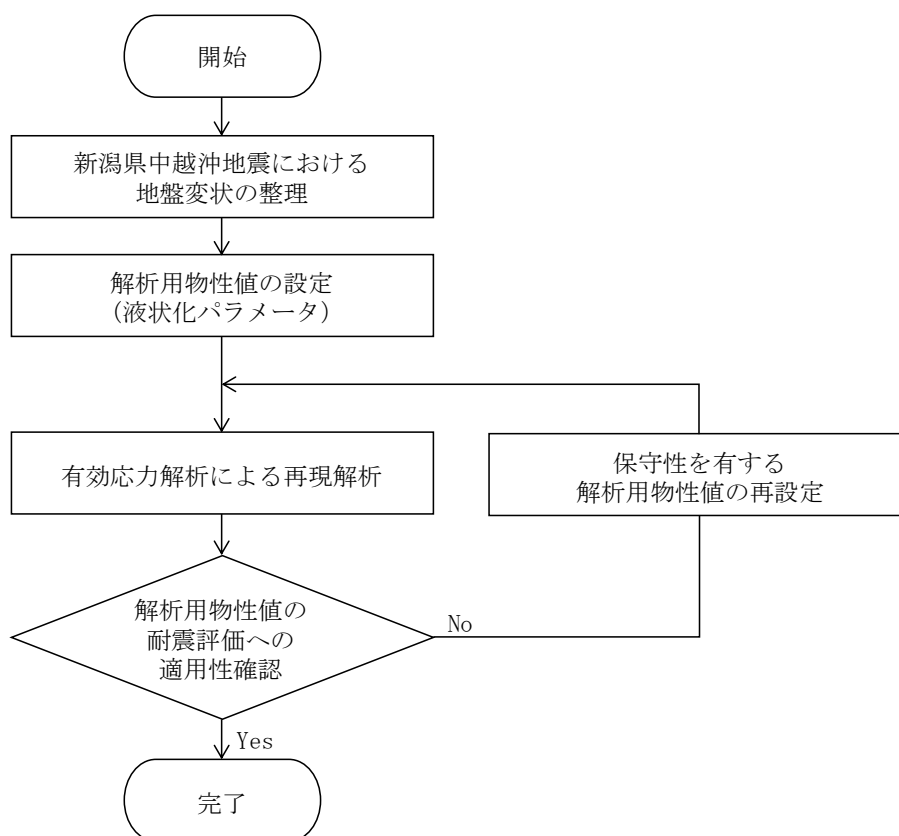 開始
新潟県中越沖地震における
地盤変状の整理
解析用物性値の設定
（液状化パラメータ）
有効応力解析による再現解析
保守性を有する
解析用物性値の再設定
解析用物性値の
耐震評価への
適用性確認
No
Yes
完了